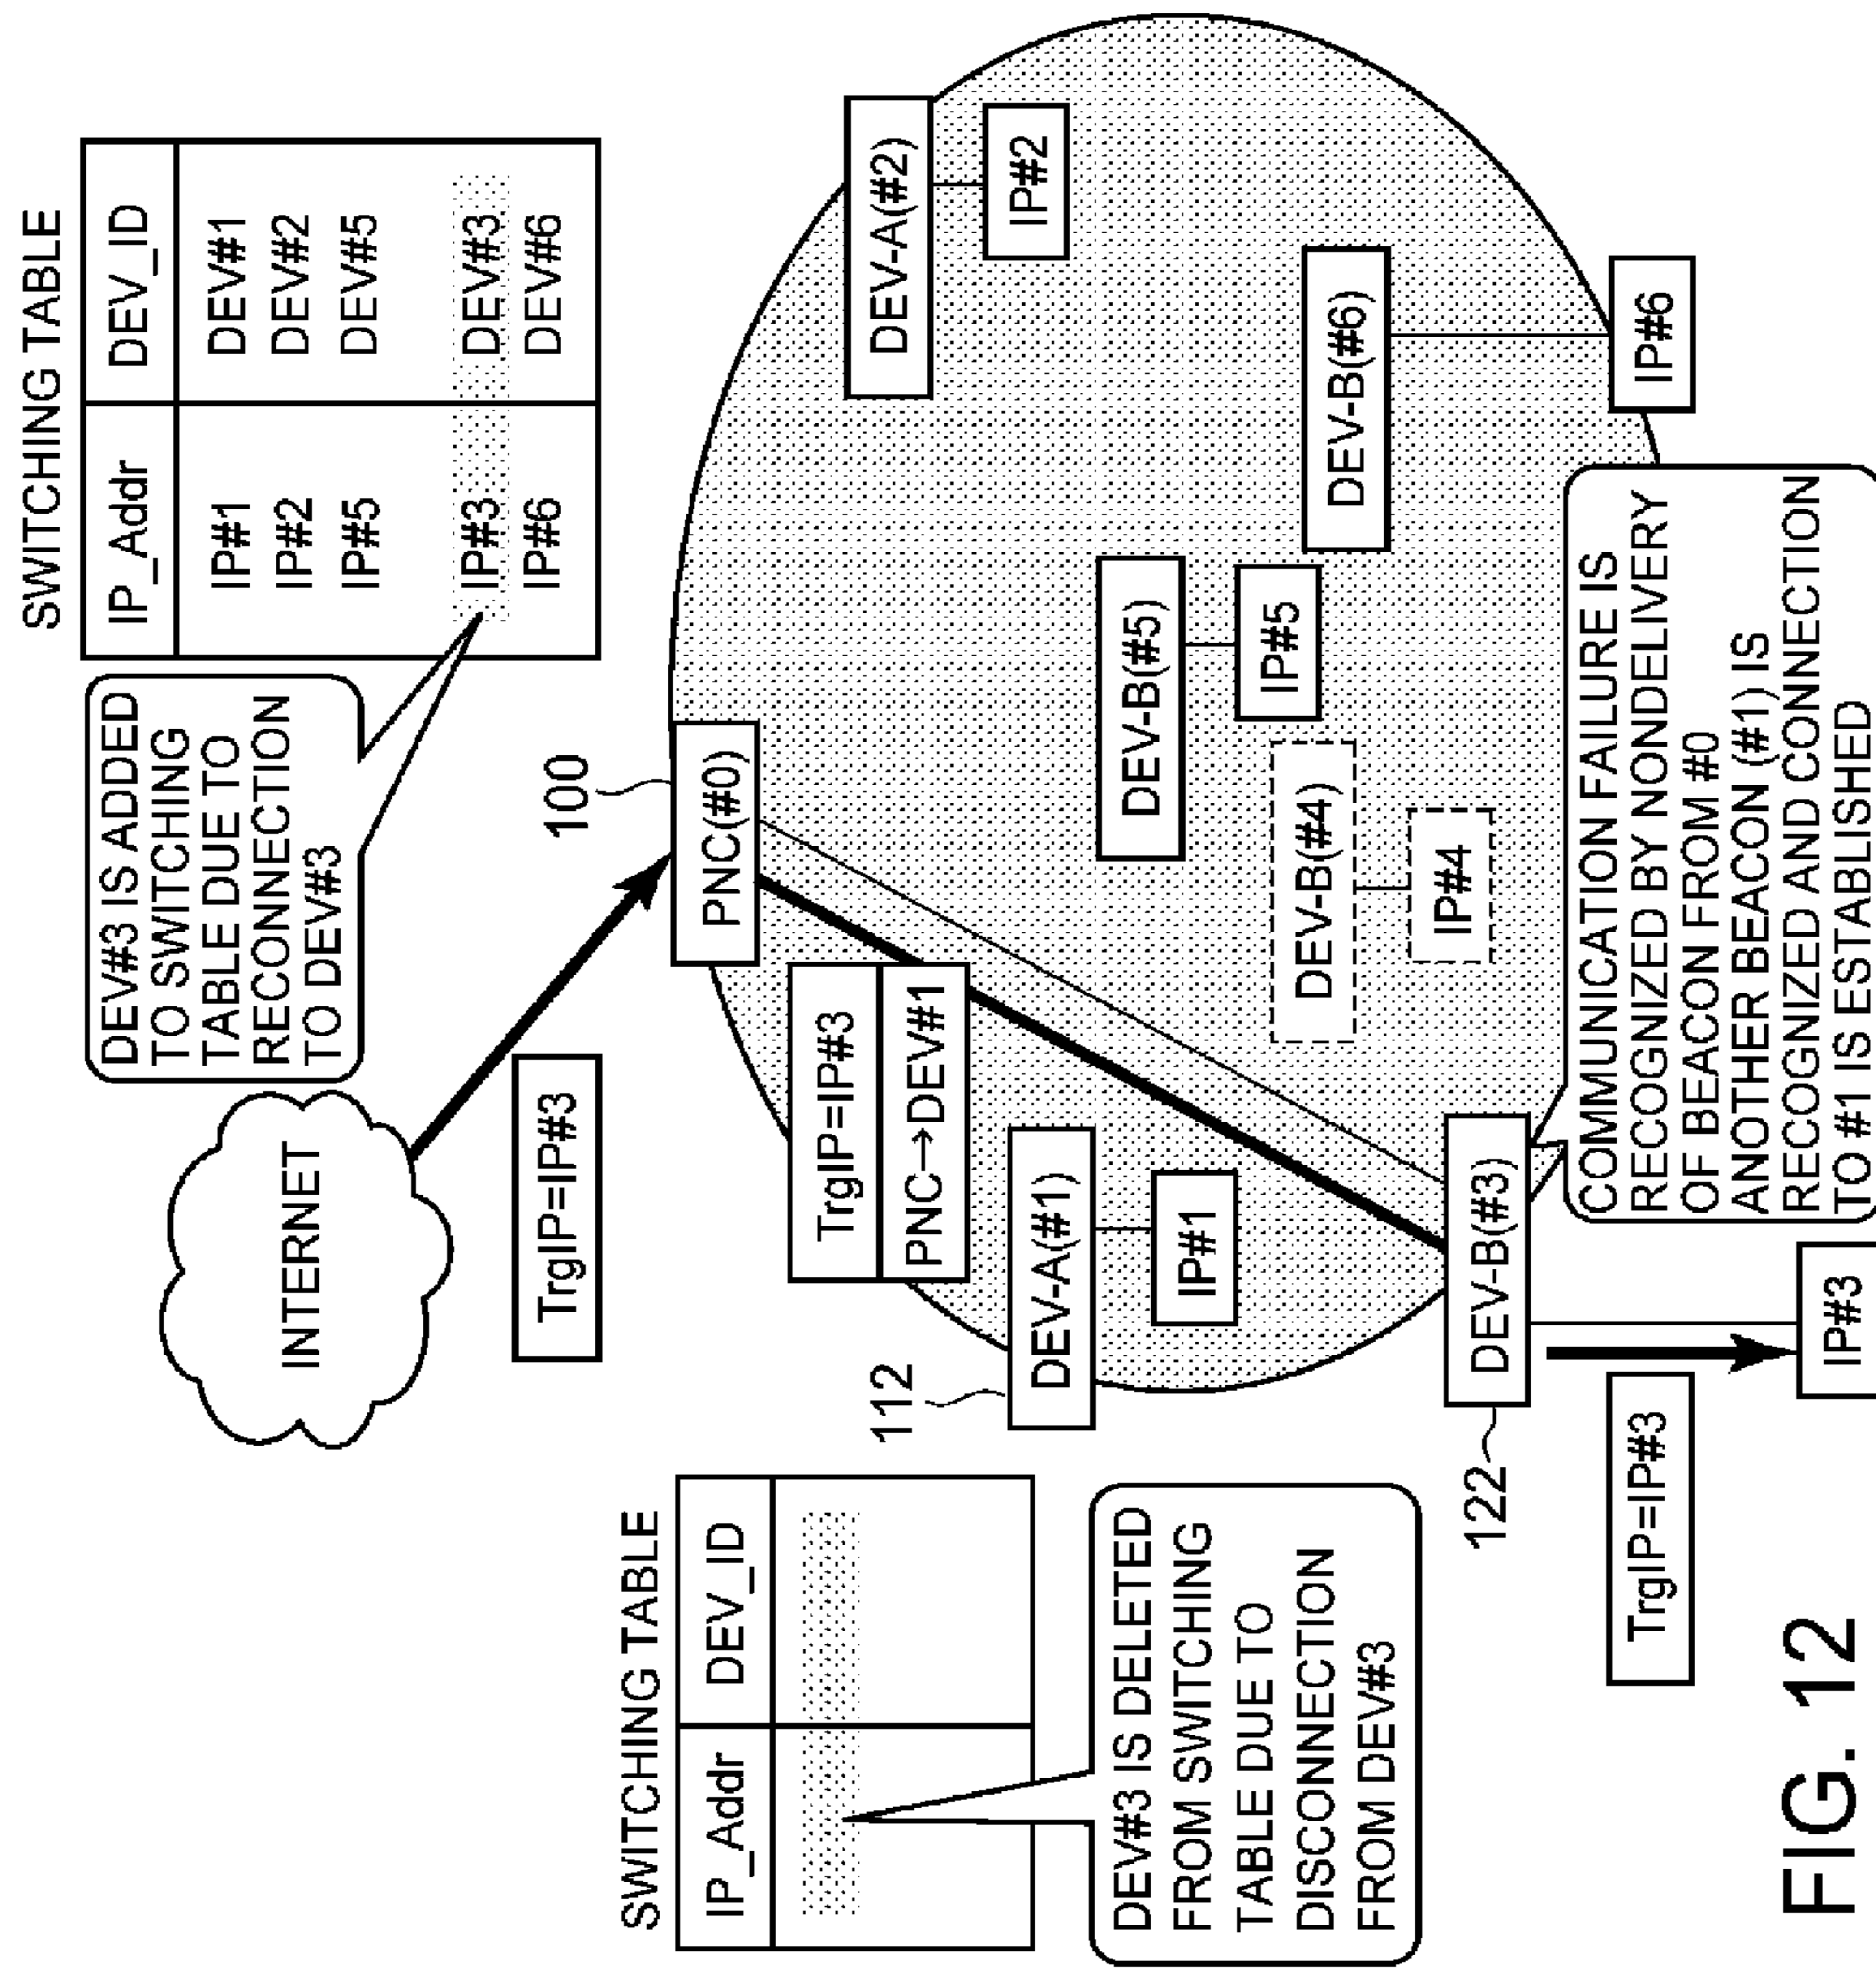 SWITCHING TABLE
IP_Addr DEV_ID
IP#1 DEV#1
IP#2 DEV#2
IP#5 DEV#5
IP#3 DEV#3
IP#6 DEV#6
DEV#3 IS ADDED
TO SWITCHING
TABLE DUE TO
RECONNECTION
TO DEV#3
INTERNET
TrgIP=IP#3
100
PNC(#0)
TrgIP=IP#3
PNC→DEV#1
DEV-A(#2)
IP#2
112
DEV-A(#1)
IP#1
DEV-B(#5)
IP#5
DEV-B(#6)
IP#6
DEV-B(#4)
IP#4
SWITCHING TABLE
IP_Addr DEV_ID
DEV#3 IS DELETED
FROM SWITCHING
TABLE DUE TO
DISCONNECTION
FROM DEV#3
122
DEV-B(#3)
COMMUNICATION FAILURE IS
RECOGNIZED BY NONDELIVERY
OF BEACON FROM #0
ANOTHER BEACON (#1) IS
RECOGNIZED AND CONNECTION
TO #1 IS ESTABLISHED
TrgIP=IP#3
IP#3
FIG. 12